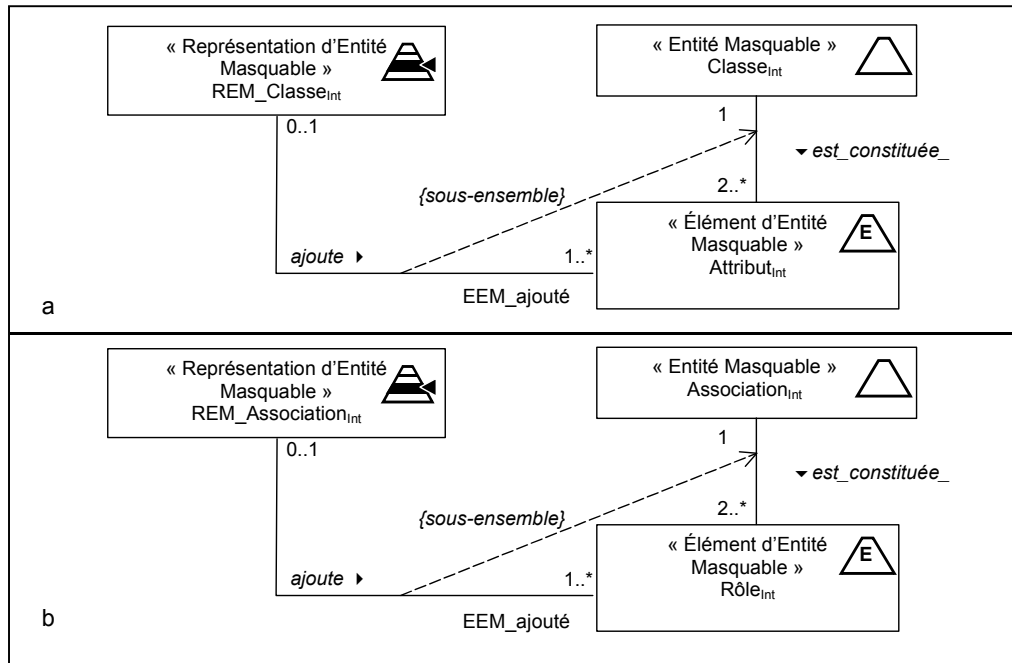 « Représentation d’Entité
Masquable »
REM_ClasseInt
« Entité Masquable »
ClasseInt
0..1
1
est_constituée_
{sous-ensemble}
2..*
« Élément d’Entité
Masquable »
AttributInt
E
ajoute
1..*
EEM_ajouté
a
« Représentation d’Entité
Masquable »
REM_AssociationInt
« Entité Masquable »
AssociationInt
0..1
1
est_constituée_
{sous-ensemble}
2..*
« Élément d’Entité
Masquable »
RôleInt
E
ajoute
1..*
EEM_ajouté
b